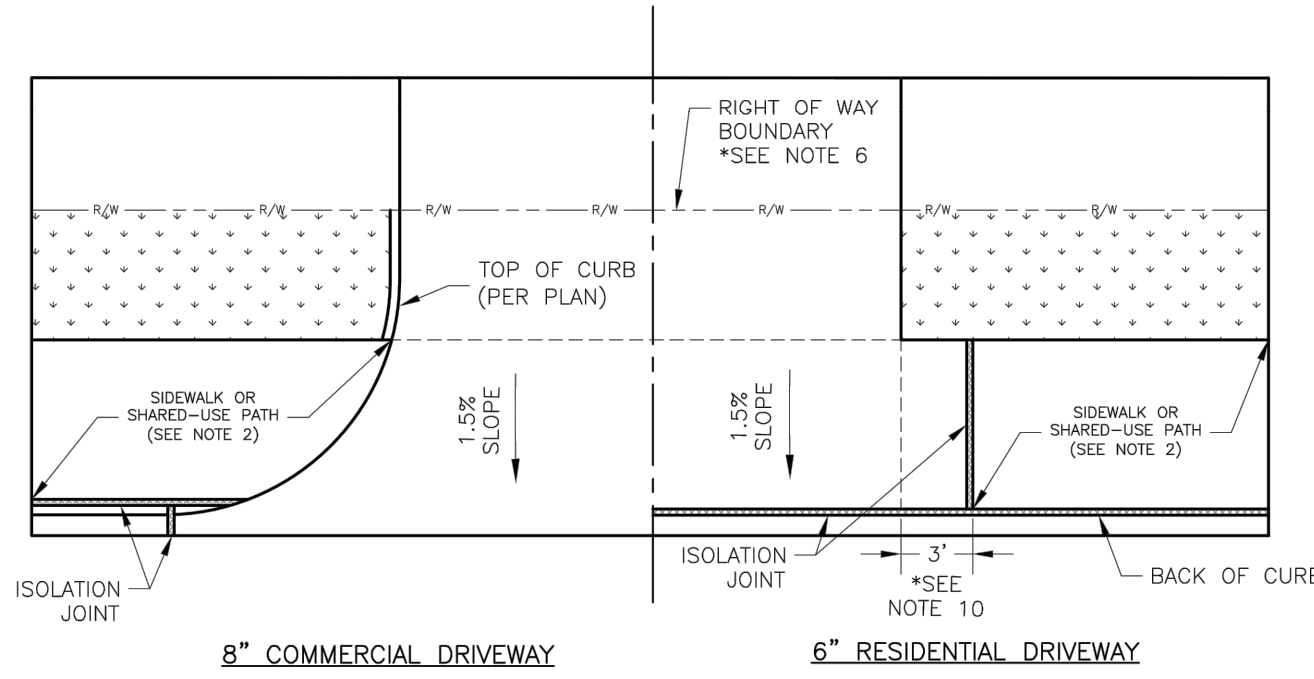 RIGHT OF WAY
BOUNDARY
*SEE NOTE 6
R/W
R/W
R/W
R/W
R/W
R/W
R/W
TOP OF CURB
(PER PLAN)
SIDEWALK OR
SHARED-USE PATH
(SEE NOTE 2)
1.5%
SLOPE
1.5%
SLOPE
SIDEWALK OR
SHARED-USE PATH
(SEE NOTE 2)
ISOLATION
JOINT
ISOLATION
JOINT
3'
*SEE
NOTE 10
BACK OF CURB
8" COMMERCIAL DRIVEWAY
6" RESIDENTIAL DRIVEWAY